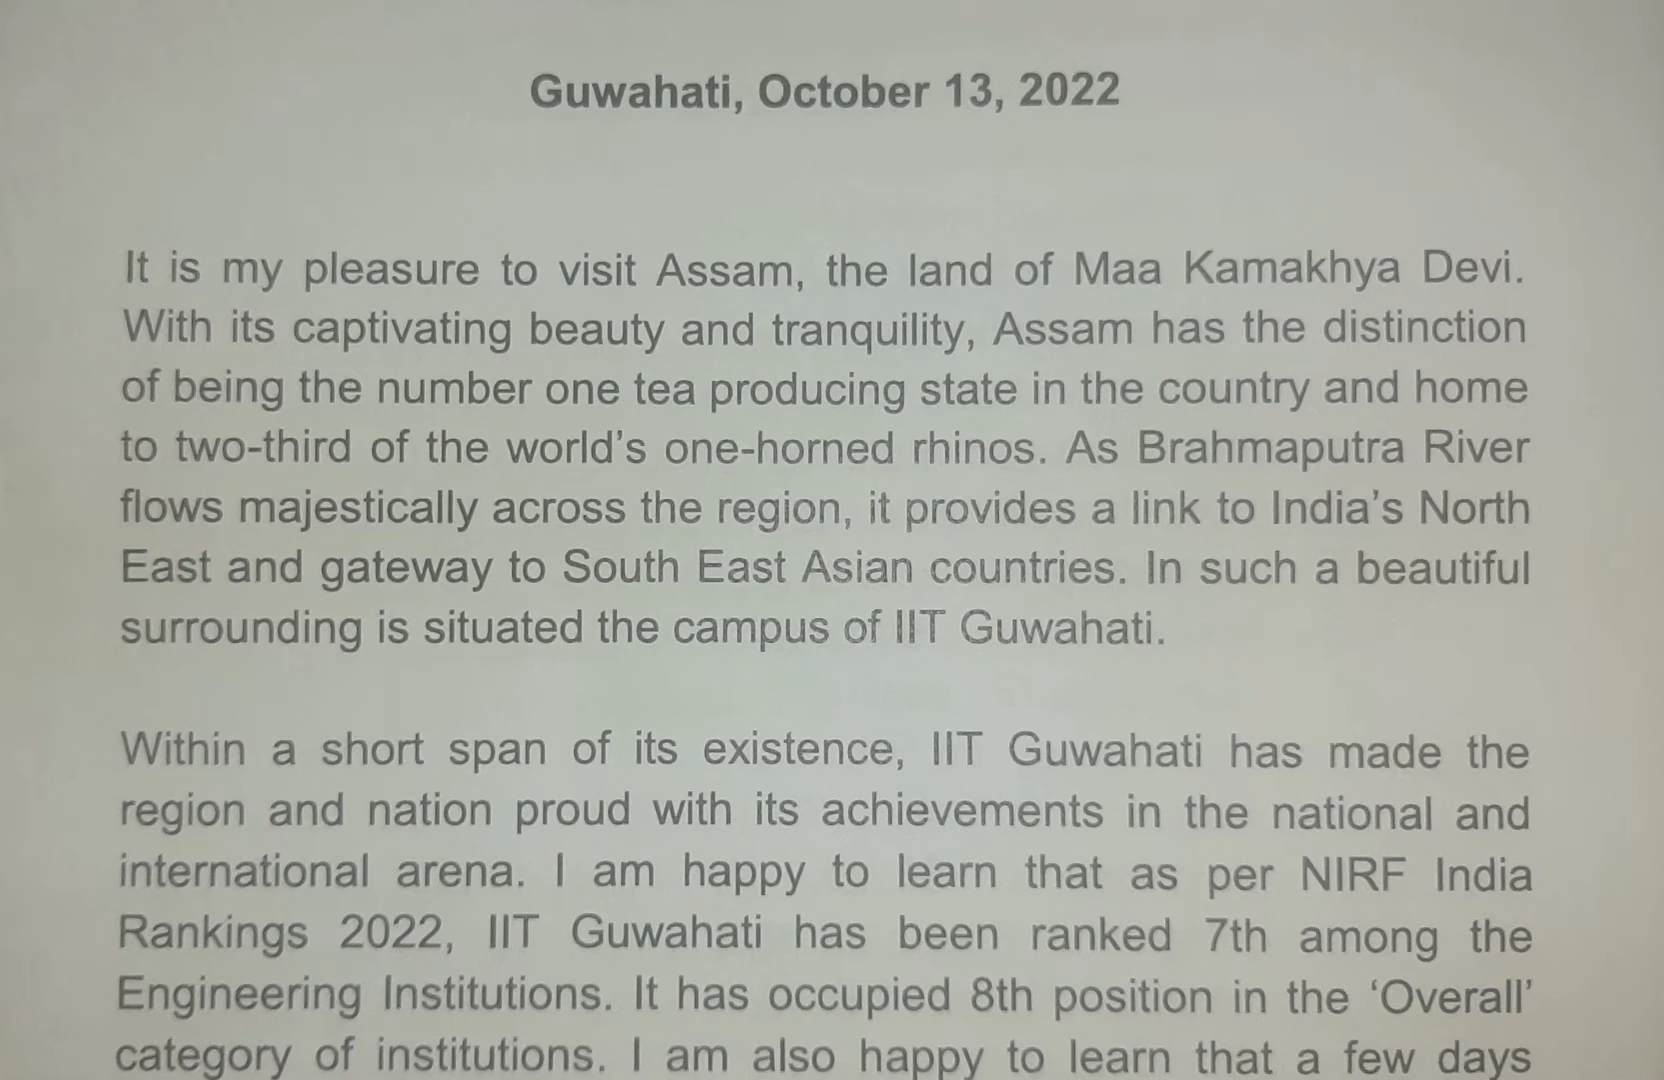 Guwahati, October 13, 2022
It is my pleasure to visit Assam, the land of Maa Kamakhya Devi.
With its captivating beauty and tranquility, Assam has the distinction
of being the number one tea producing state in the country and home
to two-third of the world’s one-horned rhinos. As Brahmaputra River
flows majestically across the region, it provides a link to India’s North
East and gateway to South East Asian countries. In such a beautiful
surrounding is situated the campus of IIT Guwahati.
Within a short span of its existence, IIT Guwahati has made the
region and nation proud with its achievements in the national and
international arena. I am happy to learn that as per NIRF India
Rankings 2022, IIT Guwahati has been ranked 7th among the
Engineering Institutions. It has occupied 8th position in the ‘Overall’
category of institutions. I am also happy to learn that a few days